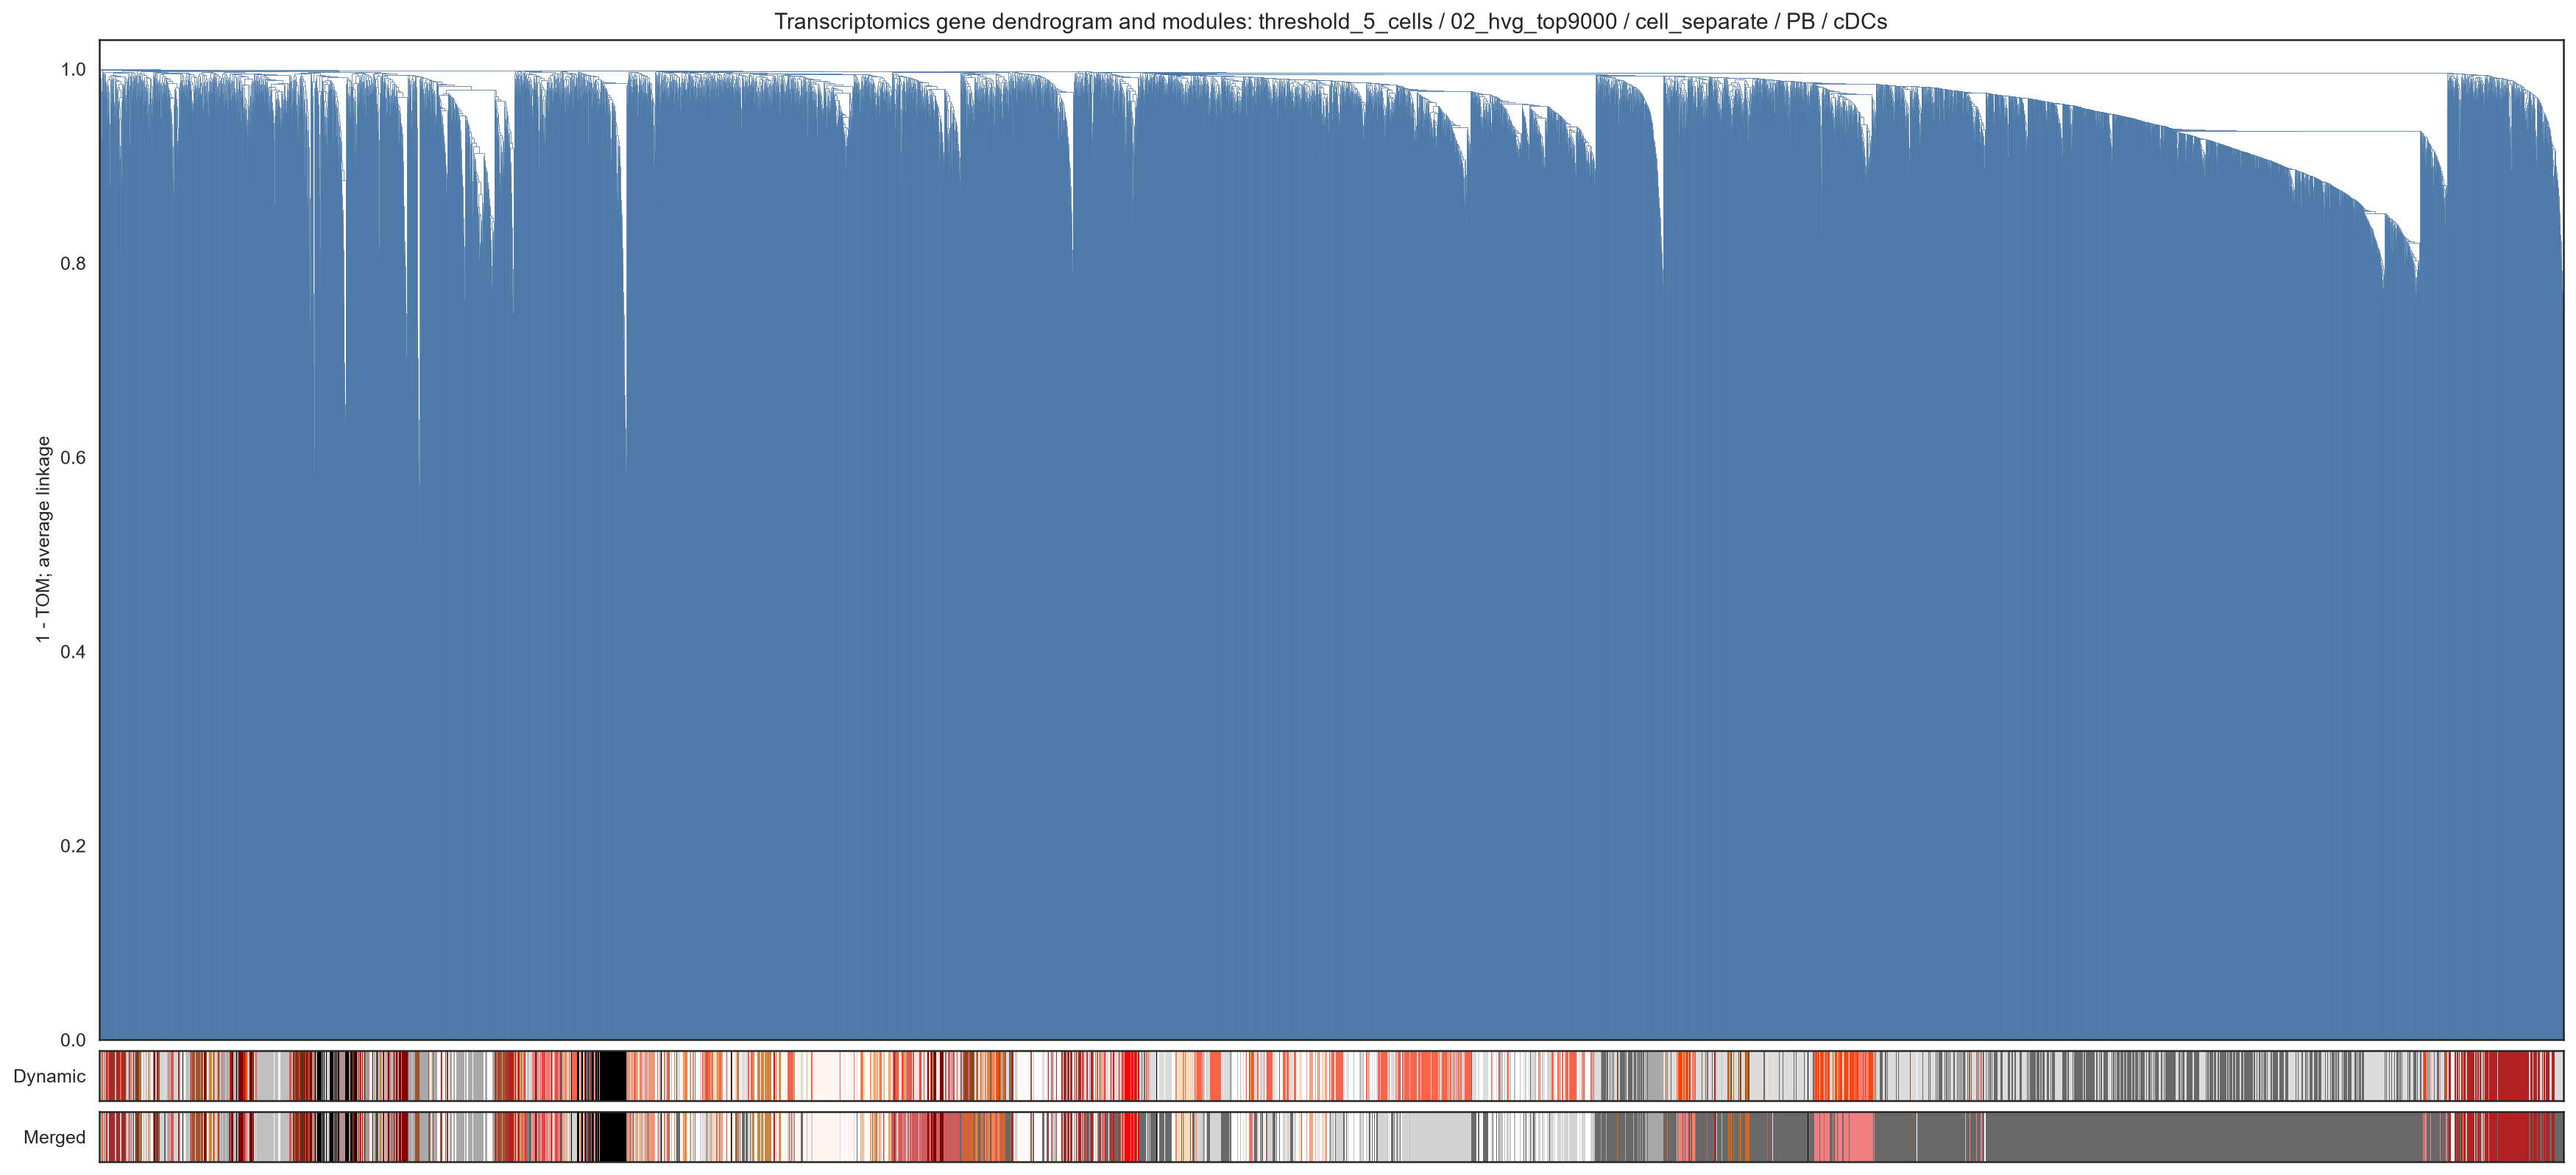 Transcriptomics gene dendrogram and modules: threshold_5_cells / 02_hvg_top9000 / cell_separate / PB / cDCs
1.0
0.8
0.6
0.4
0.2
0.0
1 - TOM; average linkage
Dynamic
Merged